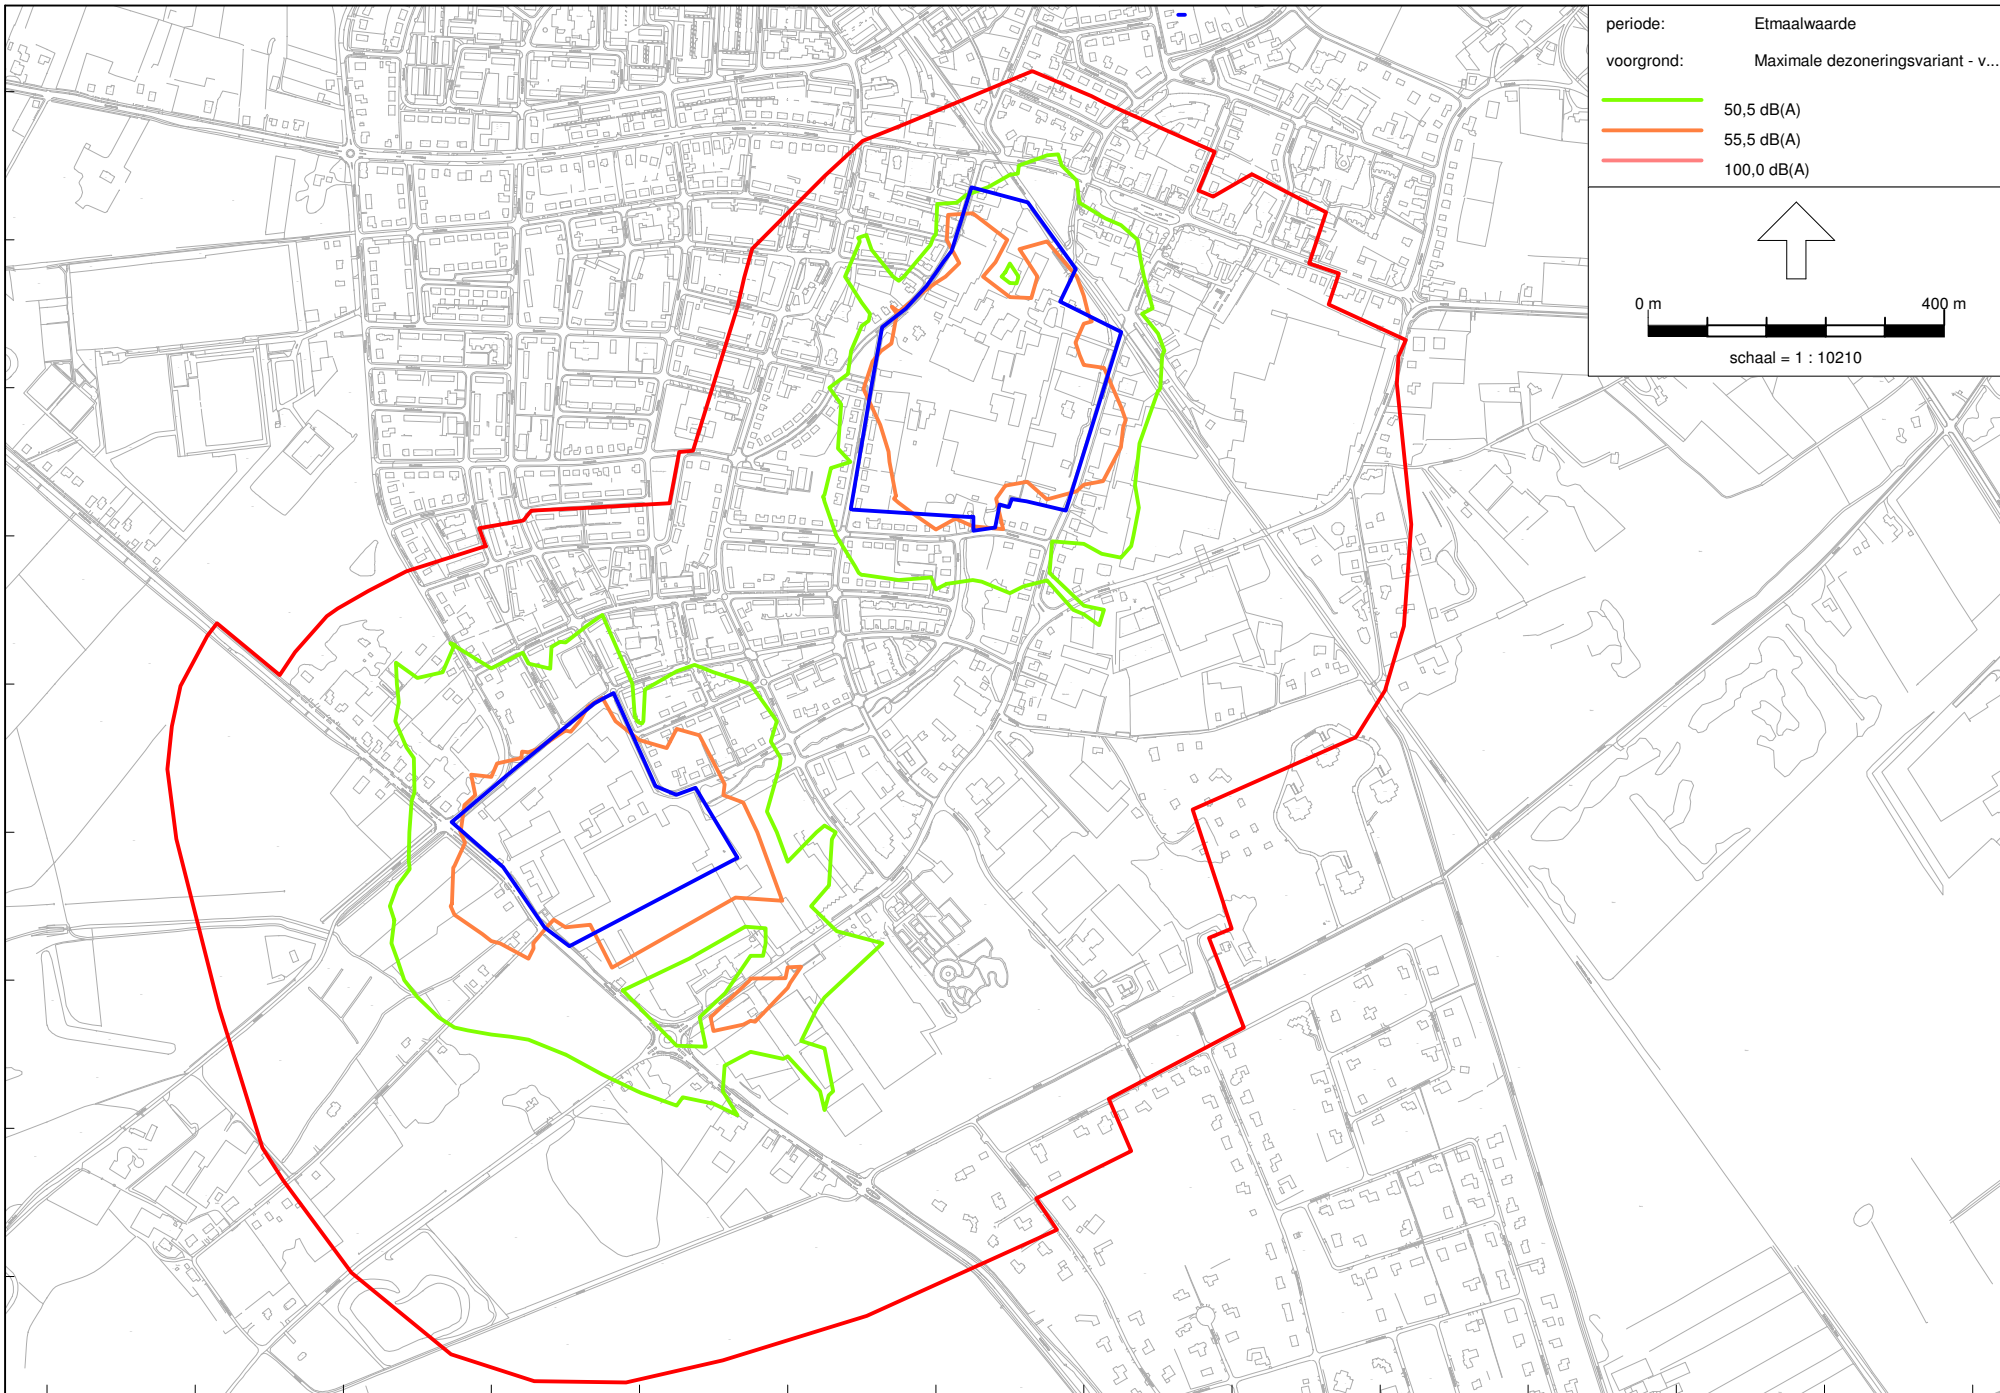 periode: Etmaalwaarde
voorgrond: Maximale dezoneringsvariant - v...
50,5 dB(A)
55,5 dB(A)
100,0 dB(A)
0 m 400 m
schaal = 1 : 10210